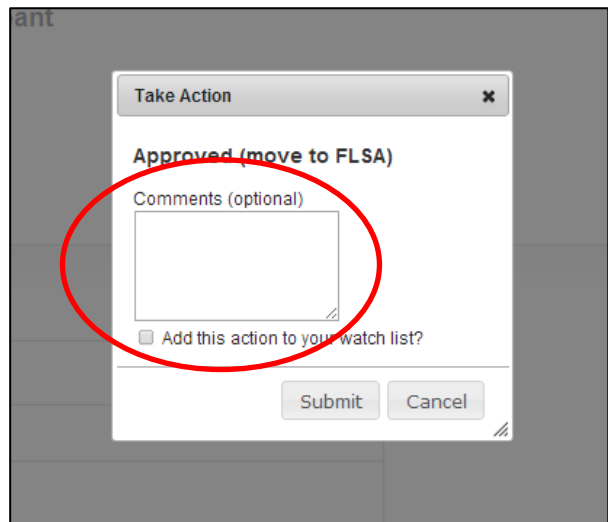 ant
Take Action
Approved (move to FLSA)
Comments (optional)
Add this action to your watch list?
Submit Cancel